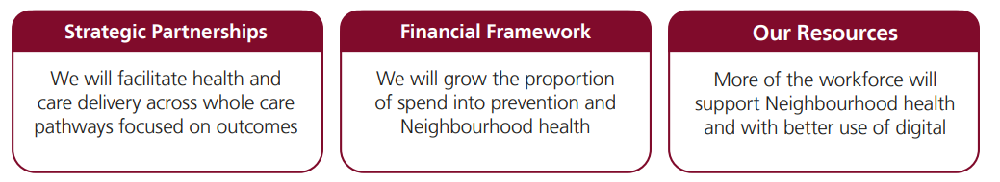 Strategic Partnerships
We will facilitate health and
care delivery across whole care
pathways focused on outcomes
Financial Framework
We will grow the proportion
of spend into prevention and
Neighbourhood health
Our Resources
More of the workforce will
support Neighbourhood health
and with better use of digital